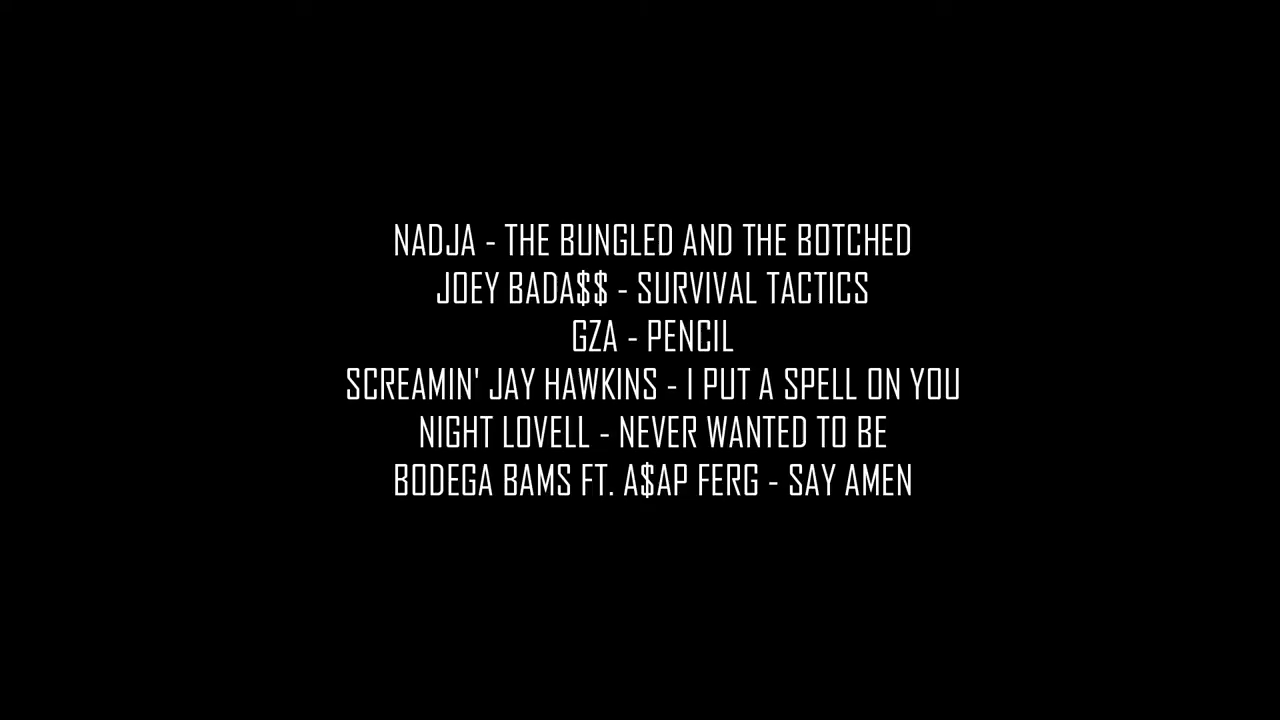 NADJA - THE BUNGLED AND THE BOTCHED
JOEY BADA$$ - SURVIVAL TACTICS
GZA - PENCIL
SCREAMIN' JAY HAWKINS - I PUT A SPELL ON YOU
NIGHT LOVELL - NEVER WANTED TO BE
BODEGA BAMS FT. A$AP FERG - SAY AMEN